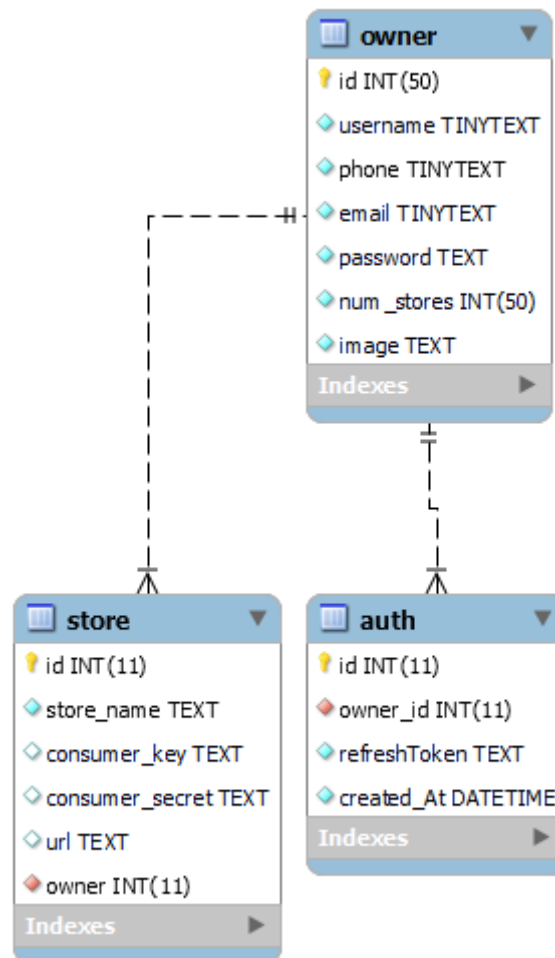 owner
id INT(50)
username TINYTEXT
phone TINYTEXT
email TINYTEXT
password TEXT
num_stores INT(50)
image TEXT
Indexes
store
id INT(11)
store_name TEXT
consumer_key TEXT
consumer_secret TEXT
url TEXT
owner INT(11)
Indexes
auth
id INT(11)
owner_id INT(11)
refreshToken TEXT
created_At DATETIME
Indexes